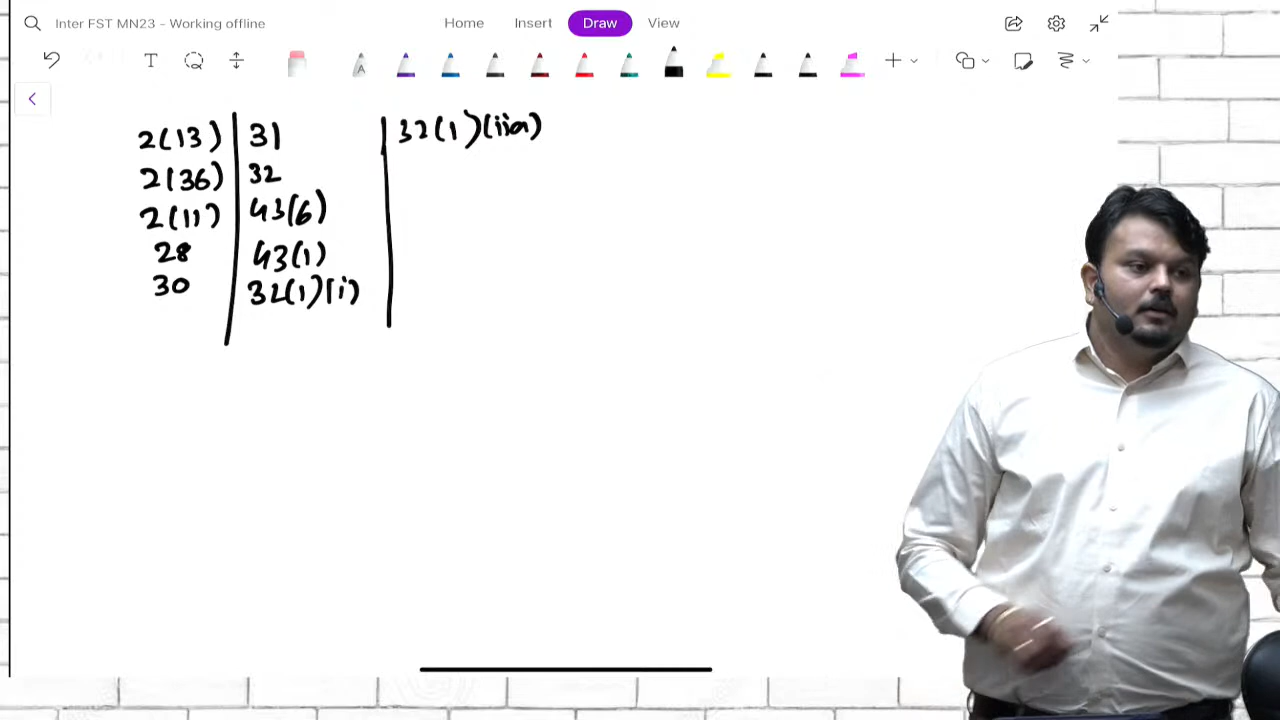 Inter FST MN23 - Working offline
Home Insert Draw View
T
A
2(13) 31 32(1)(iia)
2(36) 32
2(11) 43(6)
28 43(1)
30 32(1)(i)